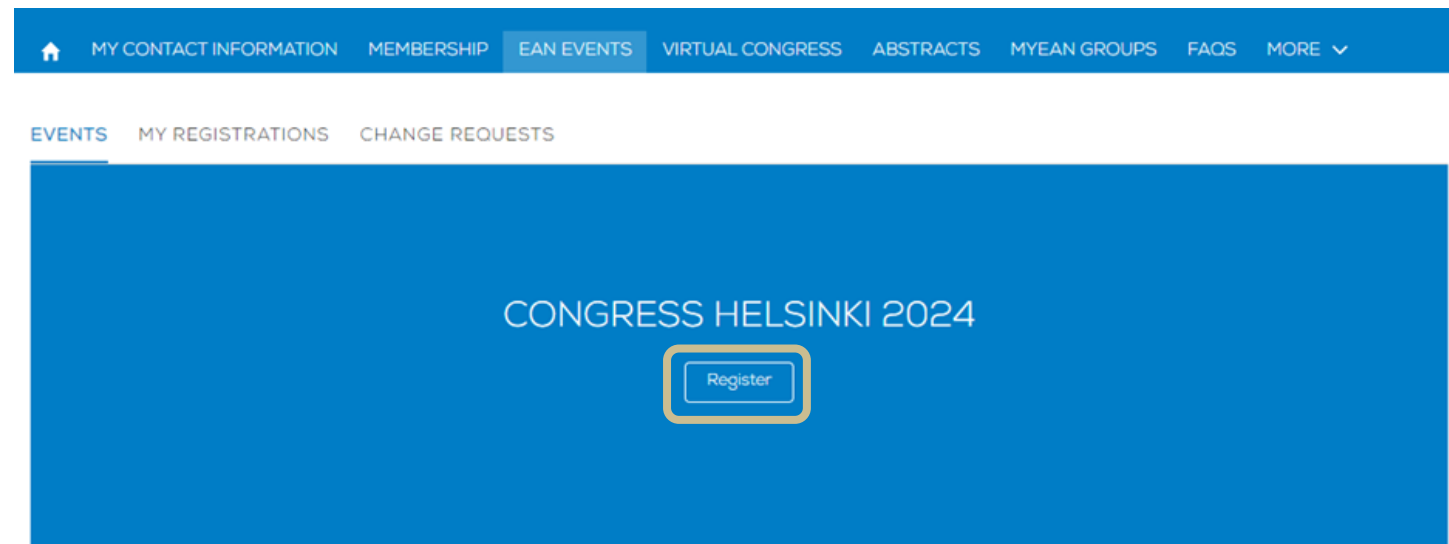 MY CONTACT INFORMATION MEMBERSHIP EAN EVENTS VIRTUAL CONGRESS ABSTRACTS MYEAN GROUPS FAQS MORE
EVENTS MY REGISTRATIONS CHANGE REQUESTS
CONGRESS HELSINKI 2024
Register